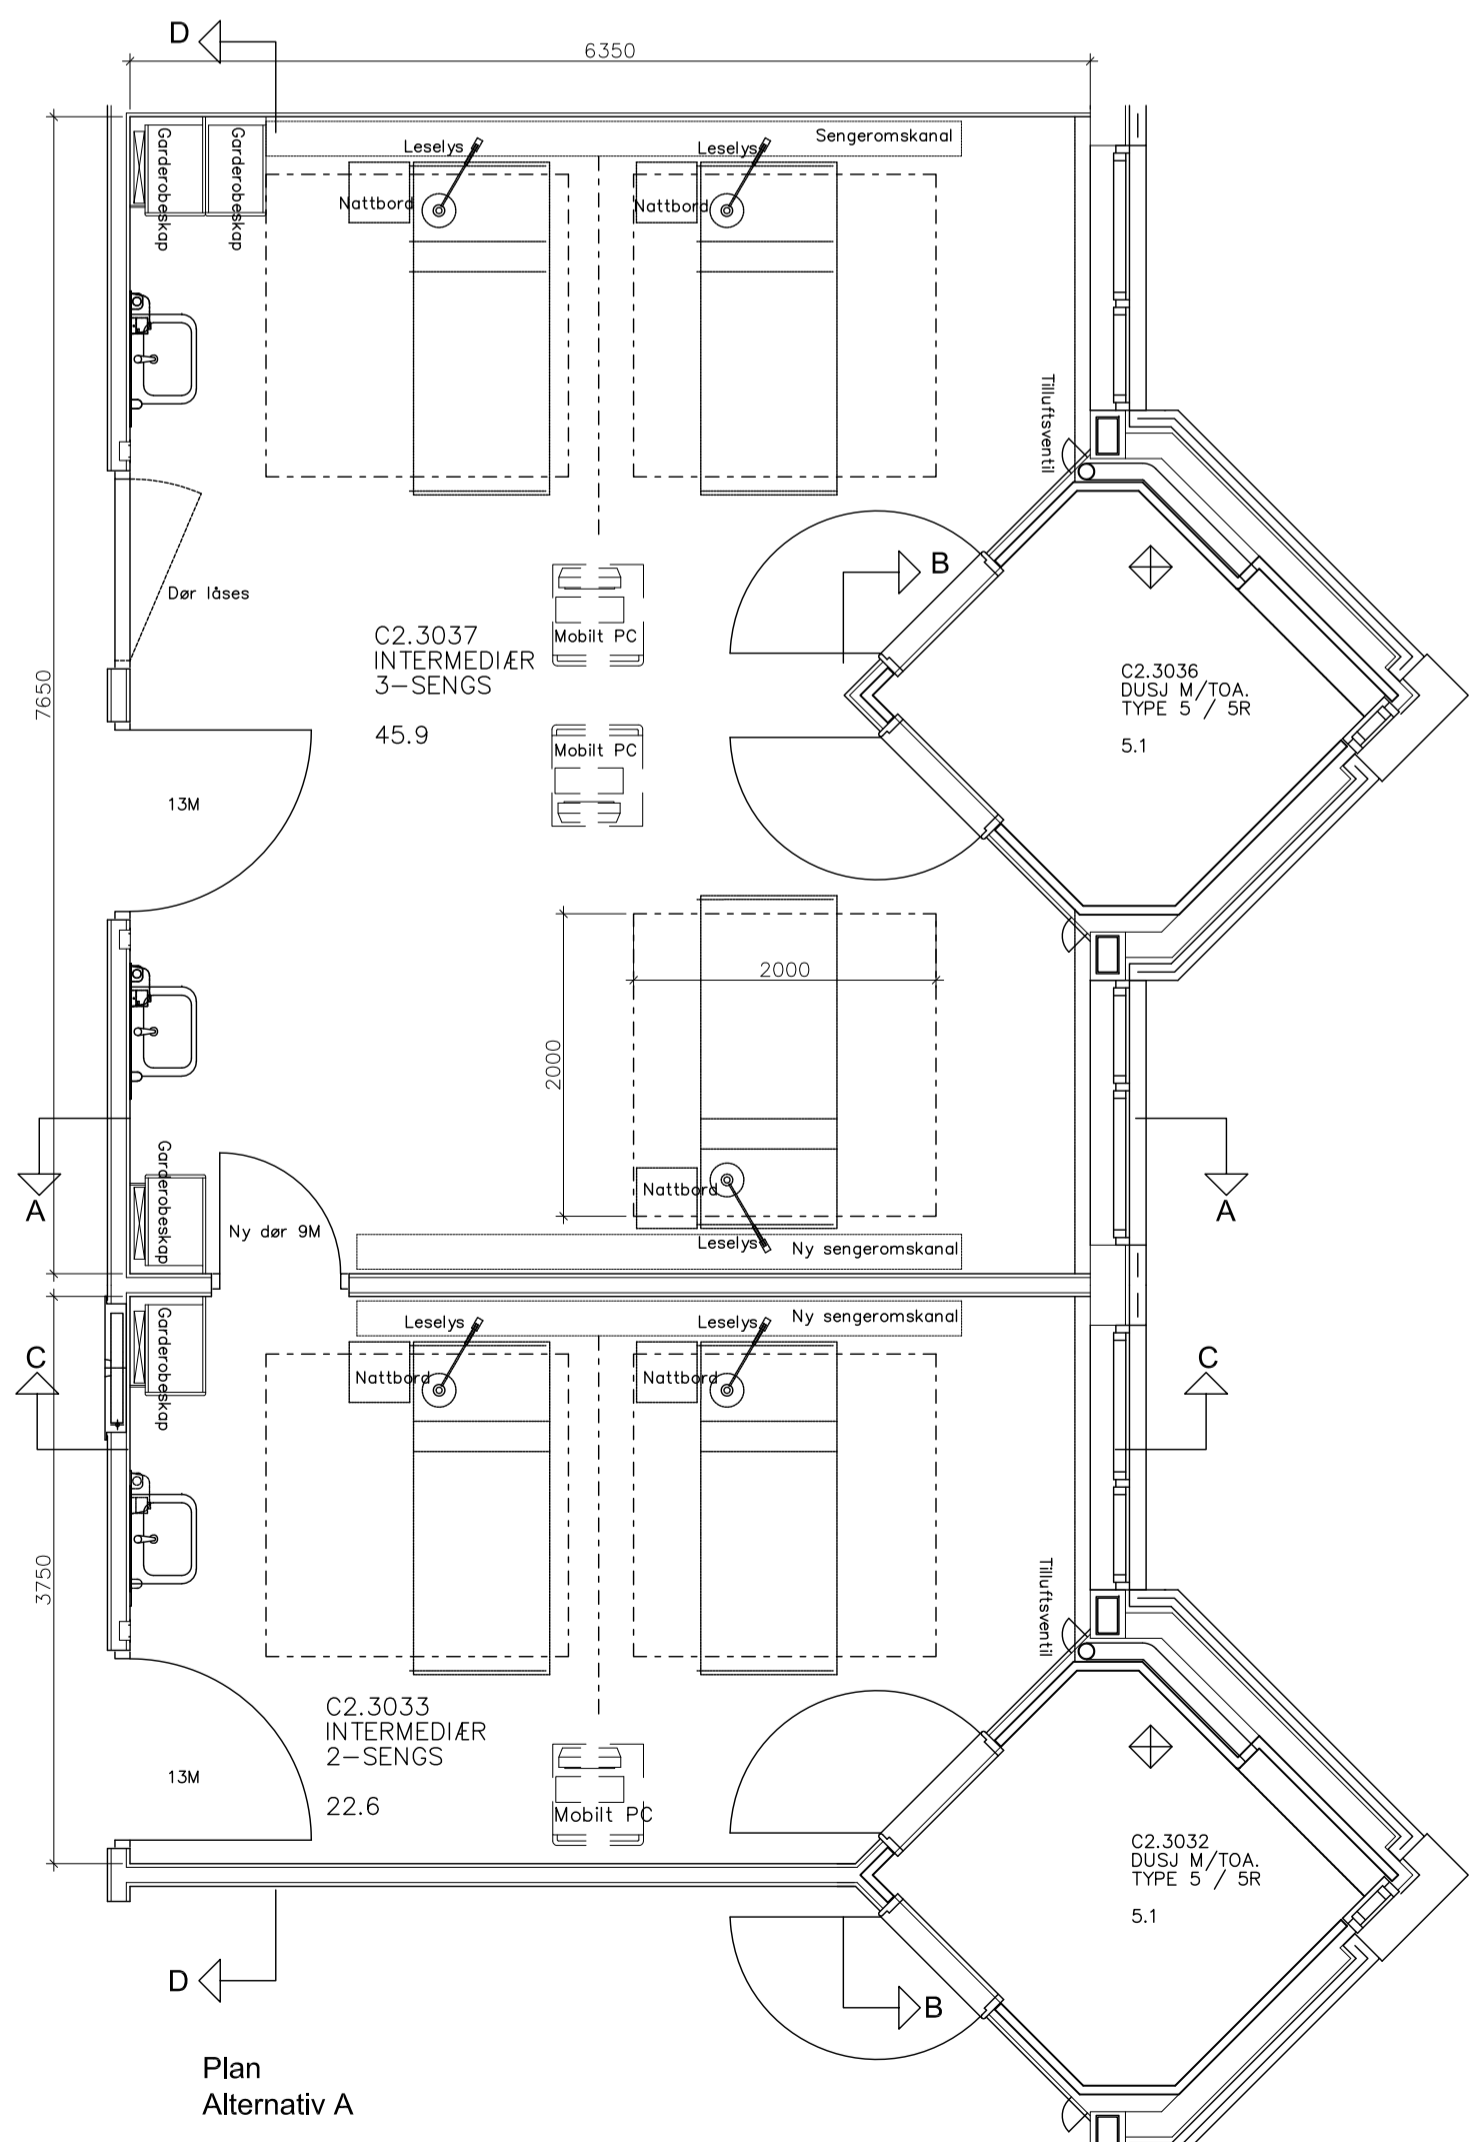 D
6350
Garderobeskap
Garderobeskap
Leselys
Leselys
Sengeromskanal
Nattbord
Nattbord
Tilluftsventil
Dør låses
B
Mobilt PC
C2.3037
INTERMEDIÆR
3-SENGS
45.9
7650
C2.3036
DUSJ M/TOA.
TYPE 5 / 5R
5.1
Mobilt PC
13M
2000
2000
A
A
Garderobeskap
Nattbord
Ny dør 9M
Leselys
Ny sengeromskanal
Garderobeskap
Leselys
Leselys
Ny sengeromskanal
C
C
Nattbord
Nattbord
3750
Tilluftsventil
C2.3033
INTERMEDIÆR
2-SENGS
22.6
13M
Mobilt PC
C2.3032
DUSJ M/TOA.
TYPE 5 / 5R
5.1
D
B
Plan
Alternativ A